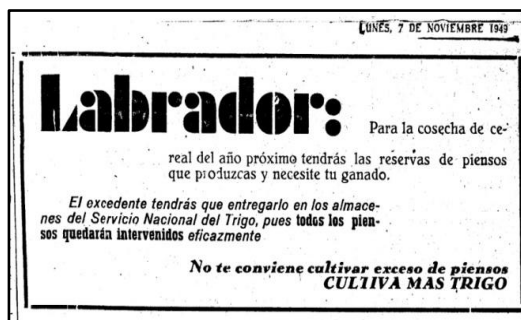 LUNES, 7 DE NOVIEMBRE 1949
Labrador:
Para la cosecha de ce-
real del año próximo tendrás las reservas de piensos
que produzcas y necesite tu ganado.
El excedente tendrás que entregarlo en los almace-
nes del Servicio Nacional del Trigo, pues todos los pien-
sos quedarán intervenidos eficazmente
No te conviene cultivar exceso de piensos
CULTIVA MAS TRIGO